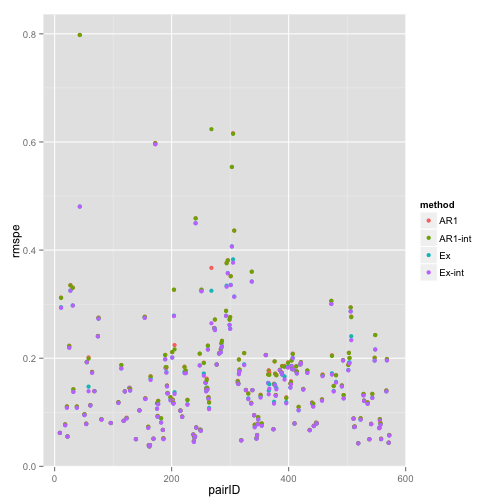 0.8
0.6
0.4
0.2
0.0
rmspe
0
200
400
600
pairID
method
AR1
AR1-int
Ex
Ex-int